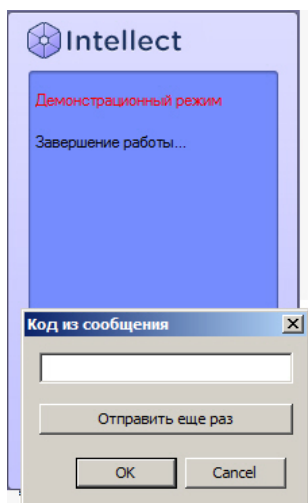 Intellect
Демонстрационный режим
Завершение работы...
Код из сообщения
Отправить еще раз
OK Cancel